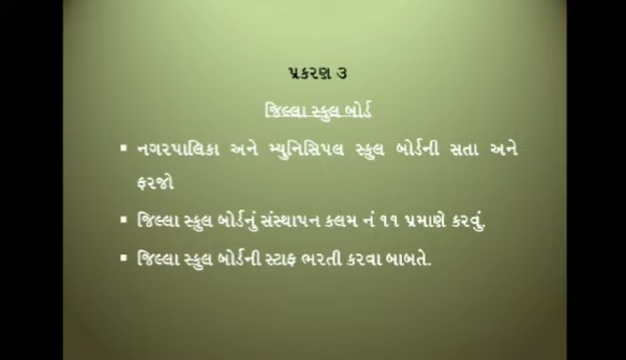 પ્રકરણ ૩
જિલ્લા સ્કુલ બોર્ડ
▪ નગરપાલિકા અને મ્યુનિસિપલ સ્કુલ બોર્ડની સતા અને
ફરજો
▪ જિલ્લા સ્કુલ બોર્ડનું સંસ્થાપન કલમ નં ૧૧ પ્રમાણે કરવું.
▪ જિલ્લા સ્કુલ બોર્ડની સ્ટાફ ભરતી કરવા બાબતે.